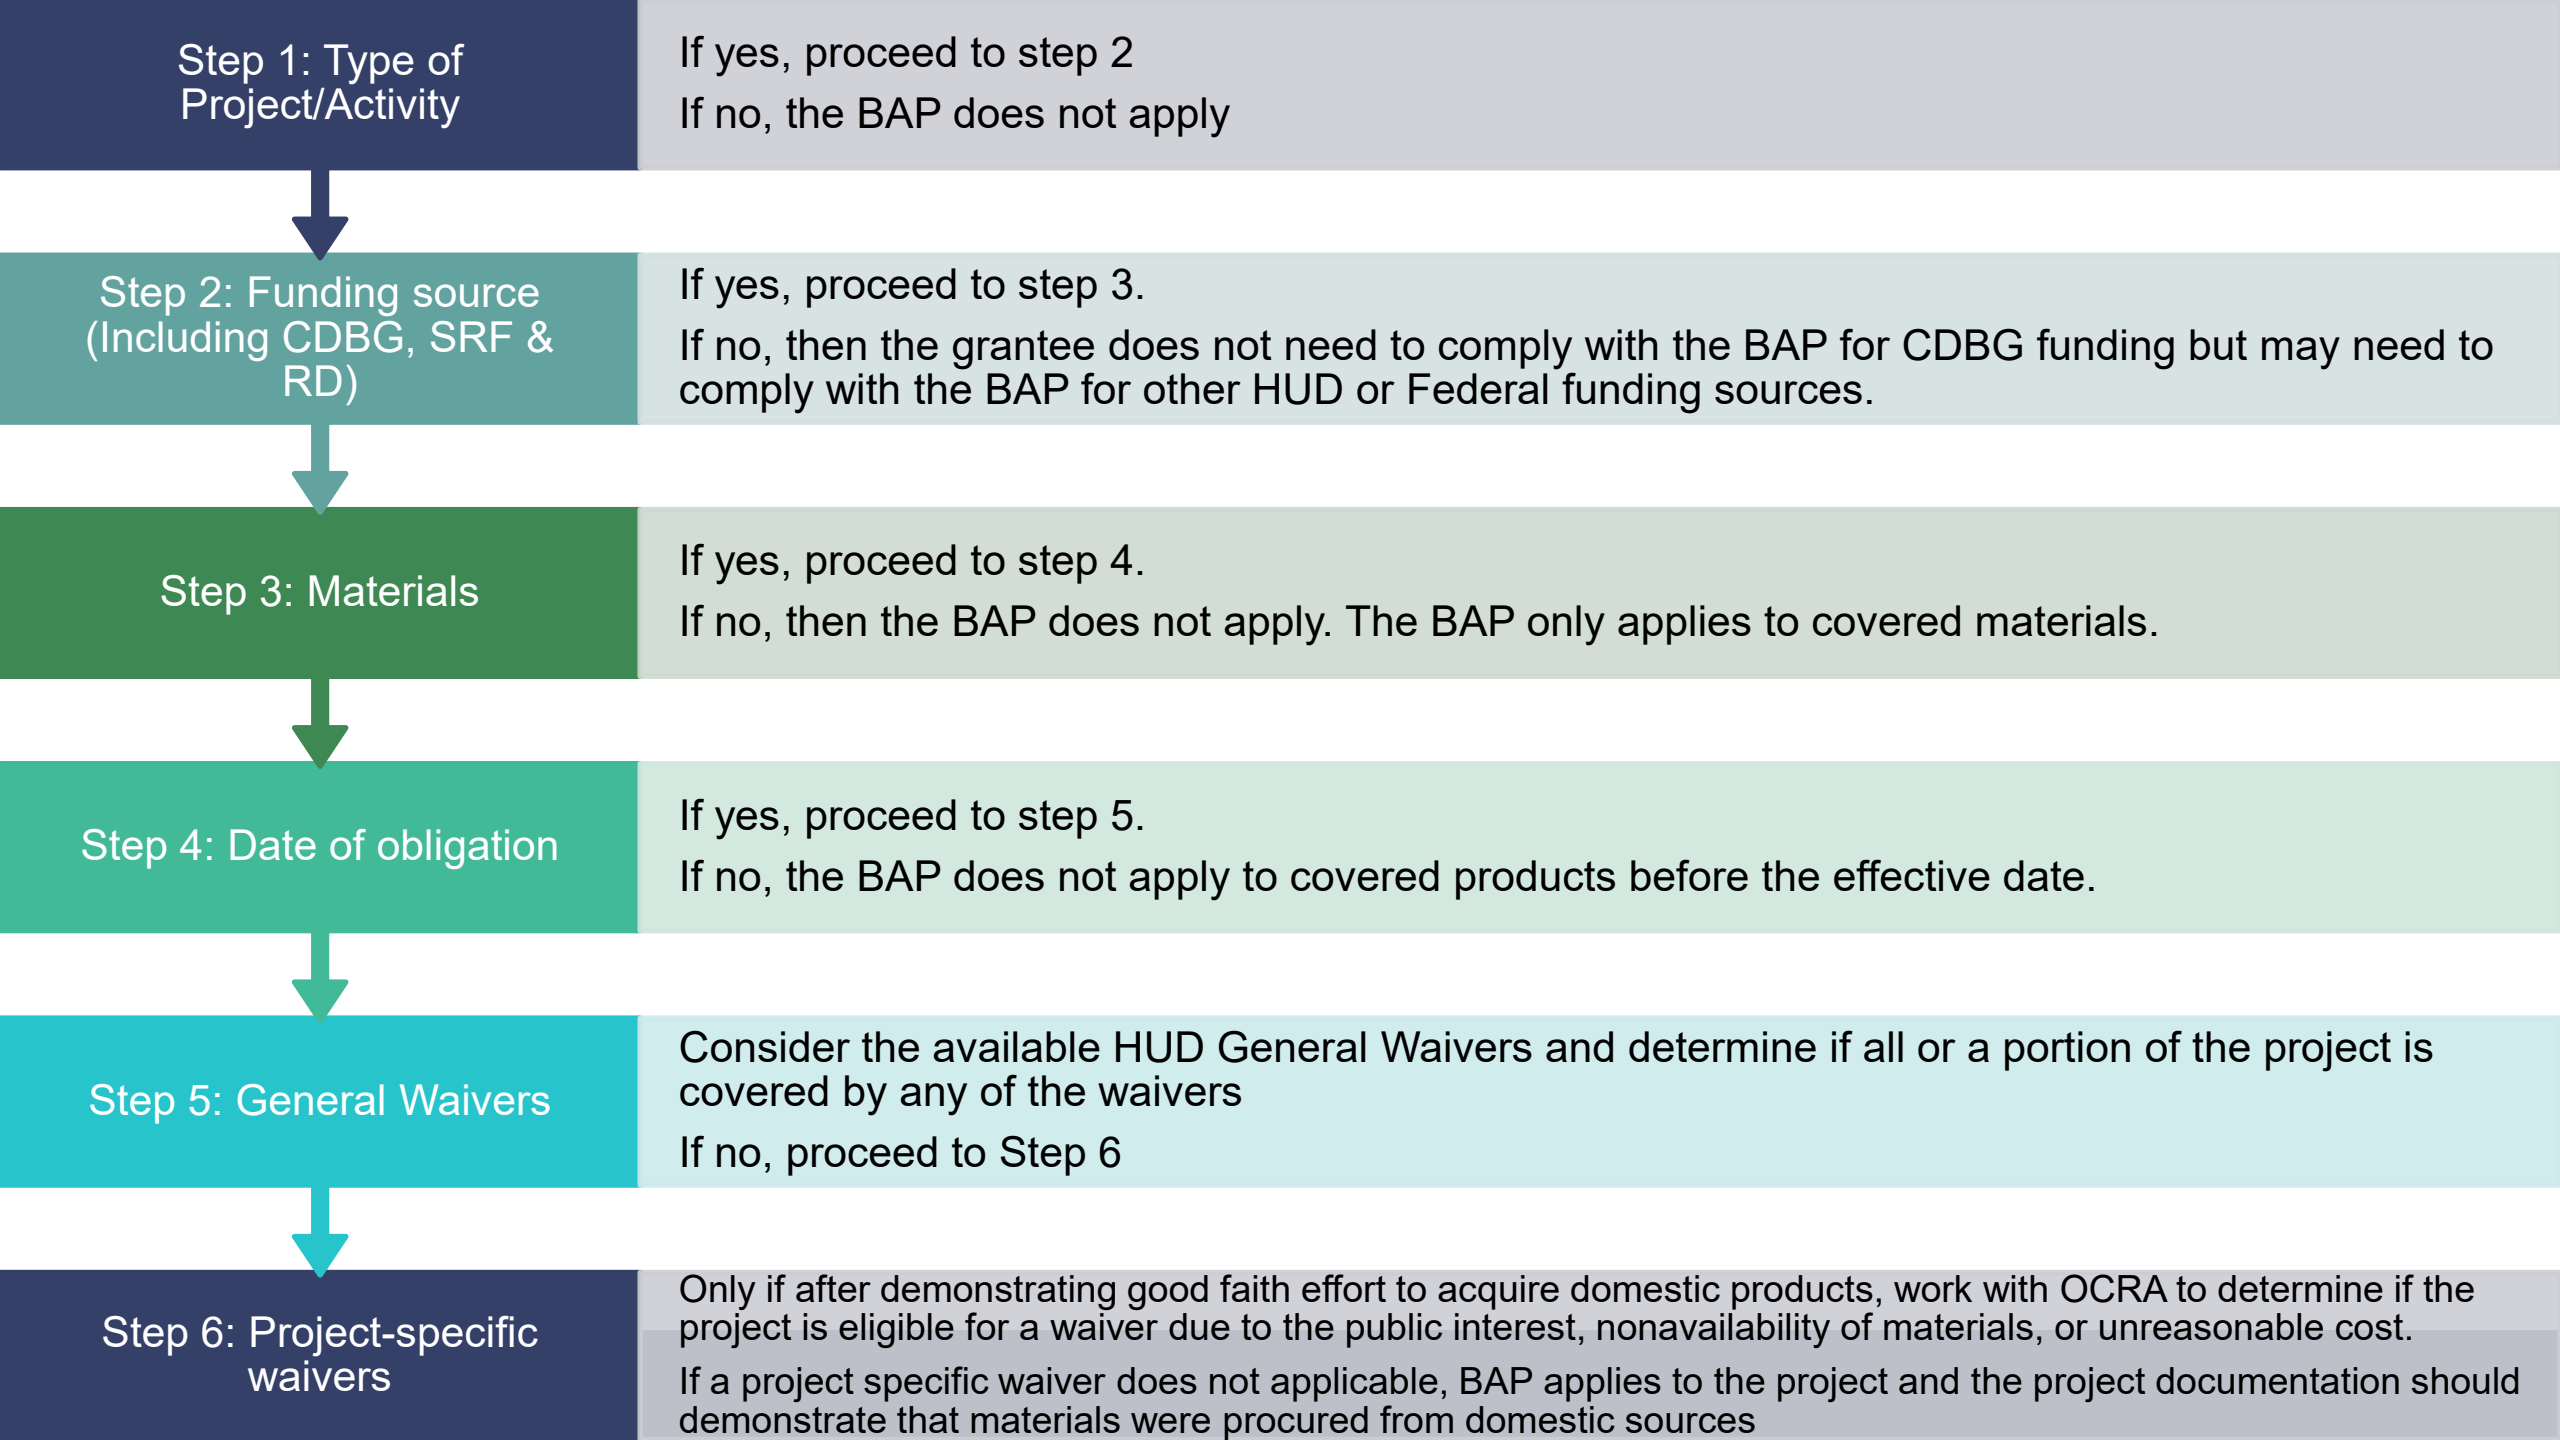 Step 1: Type of
Project/Activity
If yes, proceed to step 2
If no, the BAP does not apply
Step 2: Funding source
(Including CDBG, SRF &
RD)
If yes, proceed to step 3.
If no, then the grantee does not need to comply with the BAP for CDBG funding but may need to
comply with the BAP for other HUD or Federal funding sources.
Step 3: Materials
If yes, proceed to step 4.
If no, then the BAP does not apply. The BAP only applies to covered materials.
Step 4: Date of obligation
If yes, proceed to step 5.
If no, the BAP does not apply to covered products before the effective date.
Step 5: General Waivers
Consider the available HUD General Waivers and determine if all or a portion of the project is
covered by any of the waivers
If no, proceed to Step 6
Step 6: Project-specific
waivers
Only if after demonstrating good faith effort to acquire domestic products, work with OCRA to determine if the
project is eligible for a waiver due to the public interest, nonavailability of materials, or unreasonable cost.
If a project specific waiver does not applicable, BAP applies to the project and the project documentation should
demonstrate that materials were procured from domestic sources